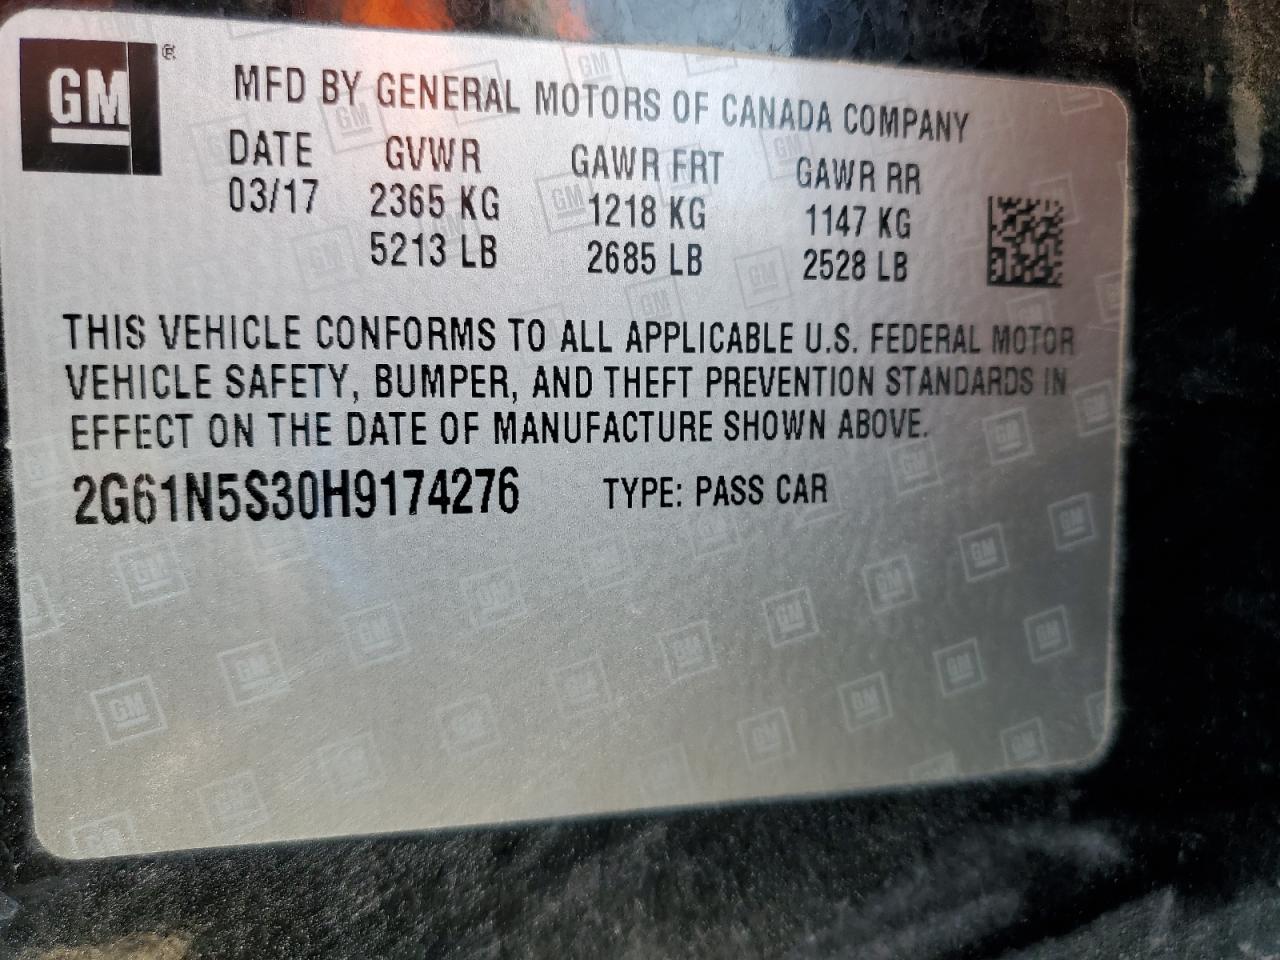 GM ®
MFD BY GENERAL MOTORS OF CANADA COMPANY
DATE GVWR GAWR FRT GAWR RR
03/17 2365 KG 1218 KG 1147 KG
5213 LB 2685 LB 2528 LB
THIS VEHICLE CONFORMS TO ALL APPLICABLE U.S. FEDERAL MOTOR
VEHICLE SAFETY, BUMPER, AND THEFT PREVENTION STANDARDS IN
EFFECT ON THE DATE OF MANUFACTURE SHOWN ABOVE.
2G61N5S30H9174276 TYPE: PASS CAR